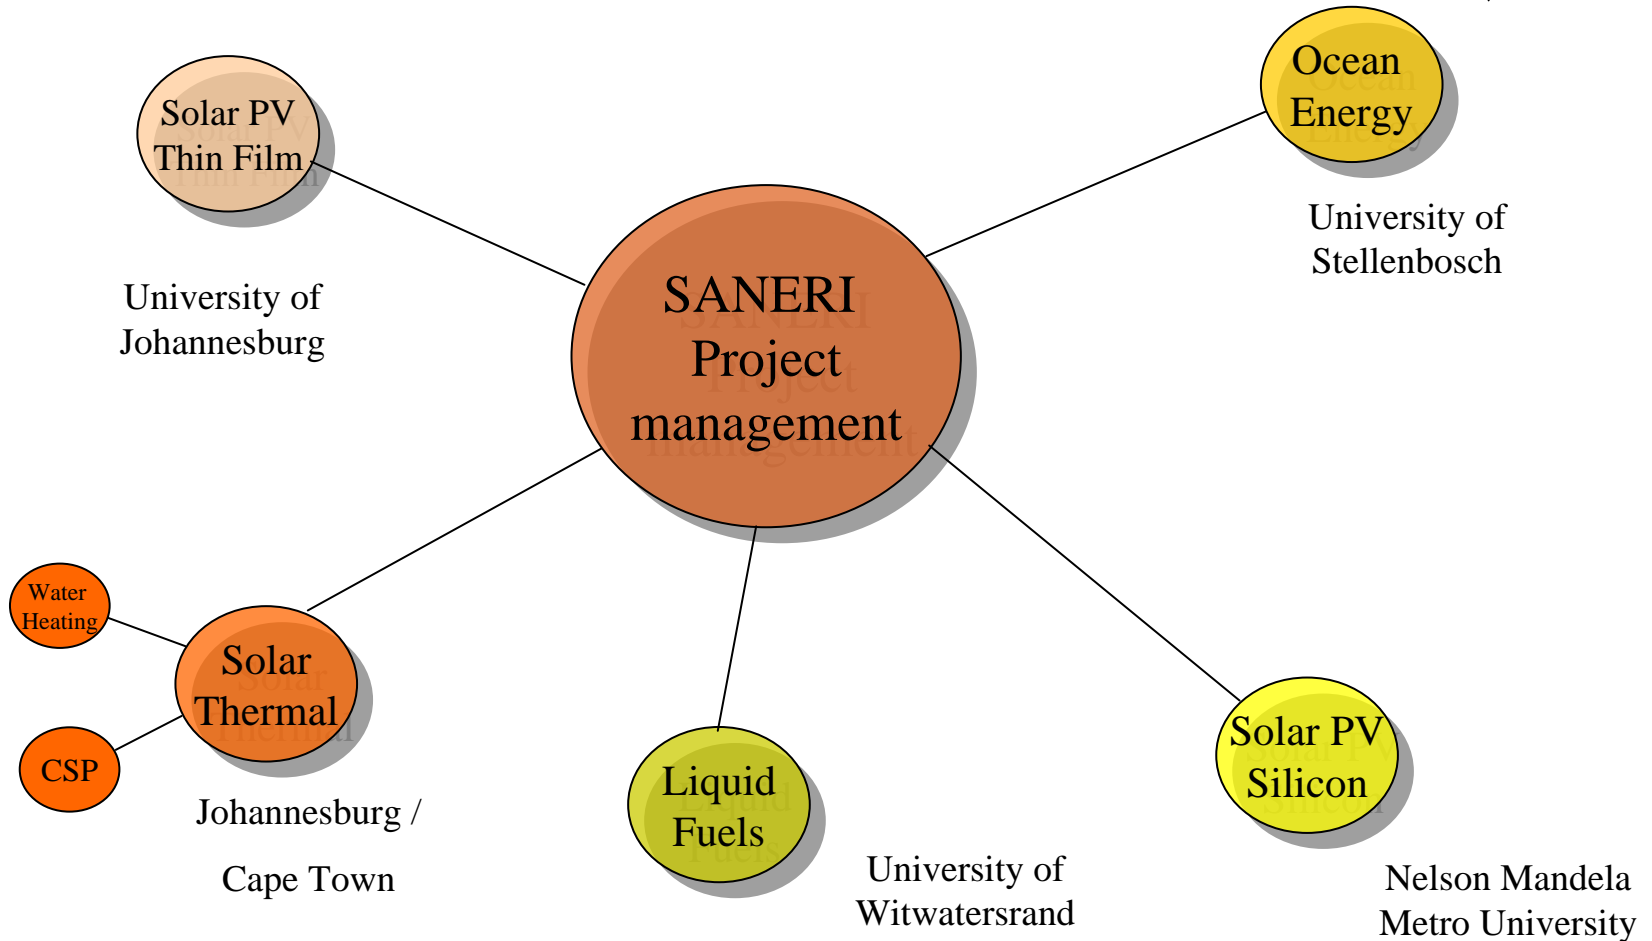 Ocean
Energy
Solar PV
Thin Film
University of
Stellenbosch
SANERI
Project
management
University of
Johannesburg
Water
Heating
Solar
Thermal
CSP
Johannesburg /
Cape Town
Liquid
Fuels
University of
Witwatersrand
Solar PV
Silicon
Nelson Mandela
Metro University